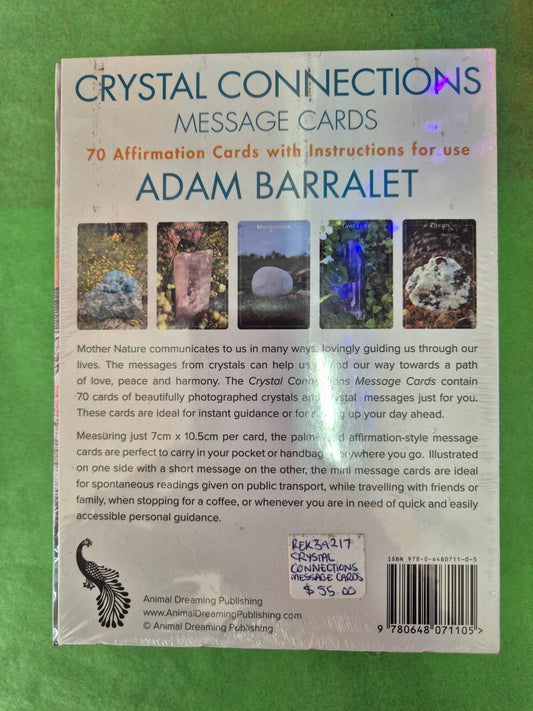 CRYSTAL CONNECTIONS
MESSAGE CARDS
70 Affirmation Cards with Instructions for use
ADAM BARRALET
Moonstone
Tanzanite
Zircon
Mother Nature communicates to us in many ways, lovingly guiding us through our
lives. The messages from crystals can help us find our way towards a path
of love, peace and harmony. The Crystal Connections Message Cards contain
70 cards of beautifully photographed crystals and crystal messages just for you.
These cards are ideal for instant guidance or for setting up your day ahead.
Measuring just 7cm x 10.5cm per card, the palm-sized affirmation-style message
cards are perfect to carry in your pocket or handbag everywhere you go. Illustrated
on one side with a short message on the other, the mini message cards are ideal
for spontaneous readings given on public transport, while travelling with friends or
family, when stopping for a coffee, or whenever you are in need of quick and easily
accessible personal guidance.
REK39217
CRYSTAL
CONNECTIONS
MESSAGE CARDS
$55.00
ISBN 978-0-6480711-0-5
9 780648 071105 >
Animal Dreaming Publishing
www.AnimalDreamingPublishing.com
© Animal Dreaming Publishing